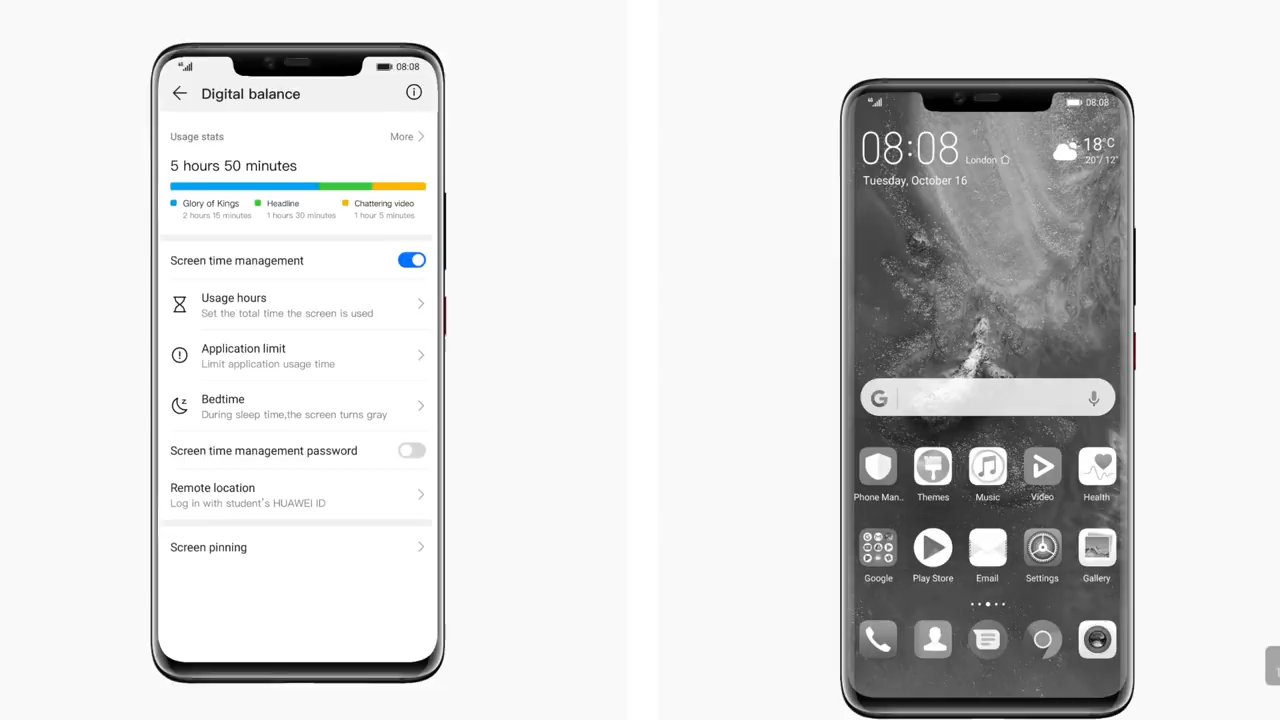 4G
08:08
Digital balance
Usage stats
More
5 hours 50 minutes
Glory of Kings
2 hours 15 minutes
Headline
1 hours 30 minutes
Chattering video
1 hour 5 minutes
Screen time management
Usage hours
Set the total time the screen is used
Application limit
Limit application usage time
Bedtime
During sleep time,the screen turns gray
Screen time management password
Remote location
Log in with student's HUAWEI ID
Screen pinning
4G
08:08
08:08
London
18°C
20°/ 12°
Tuesday, October 16
G
Phone Man..
Themes
Music
Video
Health
Google
Play Store
Email
Settings
Gallery